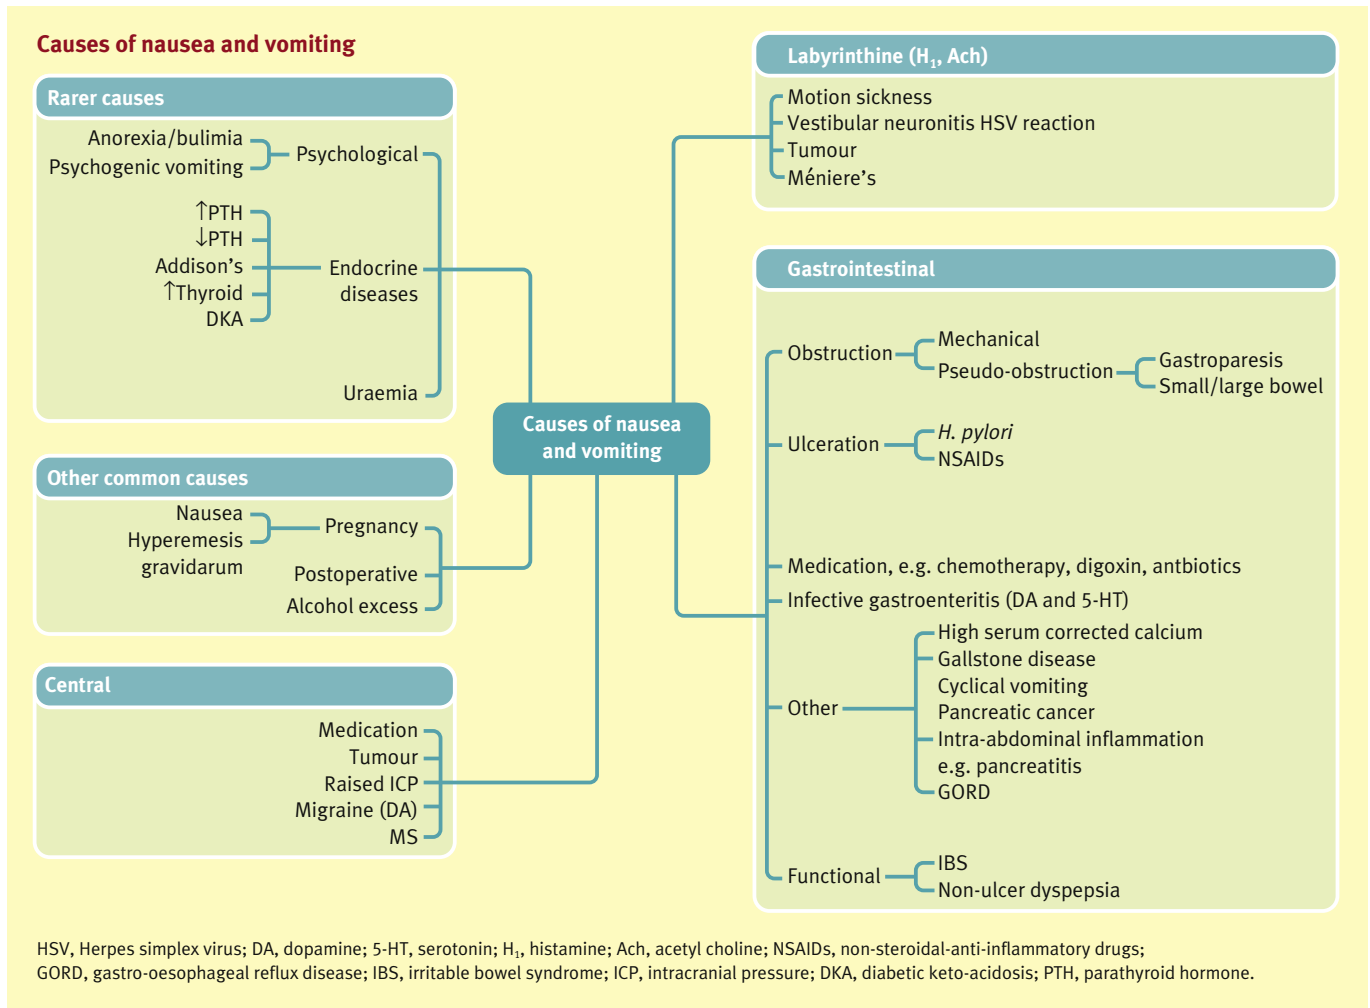 Causes of nausea and vomiting
Rarer causes
Anorexia/bulimia
Psychogenic vomiting
Psychological
↑PTH
↓PTH
Addison's
↑Thyroid
DKA
Endocrine
diseases
Uraemia
Other common causes
Nausea
Hyperemesis
gravidarum
Pregnancy
Postoperative
Alcohol excess
Central
Medication
Tumour
Raised ICP
Migraine (DA)
MS
Causes of nausea
and vomiting
Labyrinthine (H₁, Ach)
Motion sickness
Vestibular neuronitis HSV reaction
Tumour
Méniere's
Gastrointestinal
Obstruction
Mechanical
Pseudo-obstruction
Gastroparesis
Small/large bowel
Ulceration
H. pylori
NSAIDs
Medication, e.g. chemotherapy, digoxin, antbiotics
Infective gastroenteritis (DA and 5-HT)
Other
High serum corrected calcium
Gallstone disease
Cyclical vomiting
Pancreatic cancer
Intra-abdominal inflammation
e.g. pancreatitis
GORD
Functional
IBS
Non-ulcer dyspepsia
HSV, Herpes simplex virus; DA, dopamine; 5-HT, serotonin; H₁, histamine; Ach, acetyl choline; NSAIDs, non-steroidal-anti-inflammatory drugs;
GORD, gastro-oesophageal reflux disease; IBS, irritable bowel syndrome; ICP, intracranial pressure; DKA, diabetic keto-acidosis; PTH, parathyroid hormone.